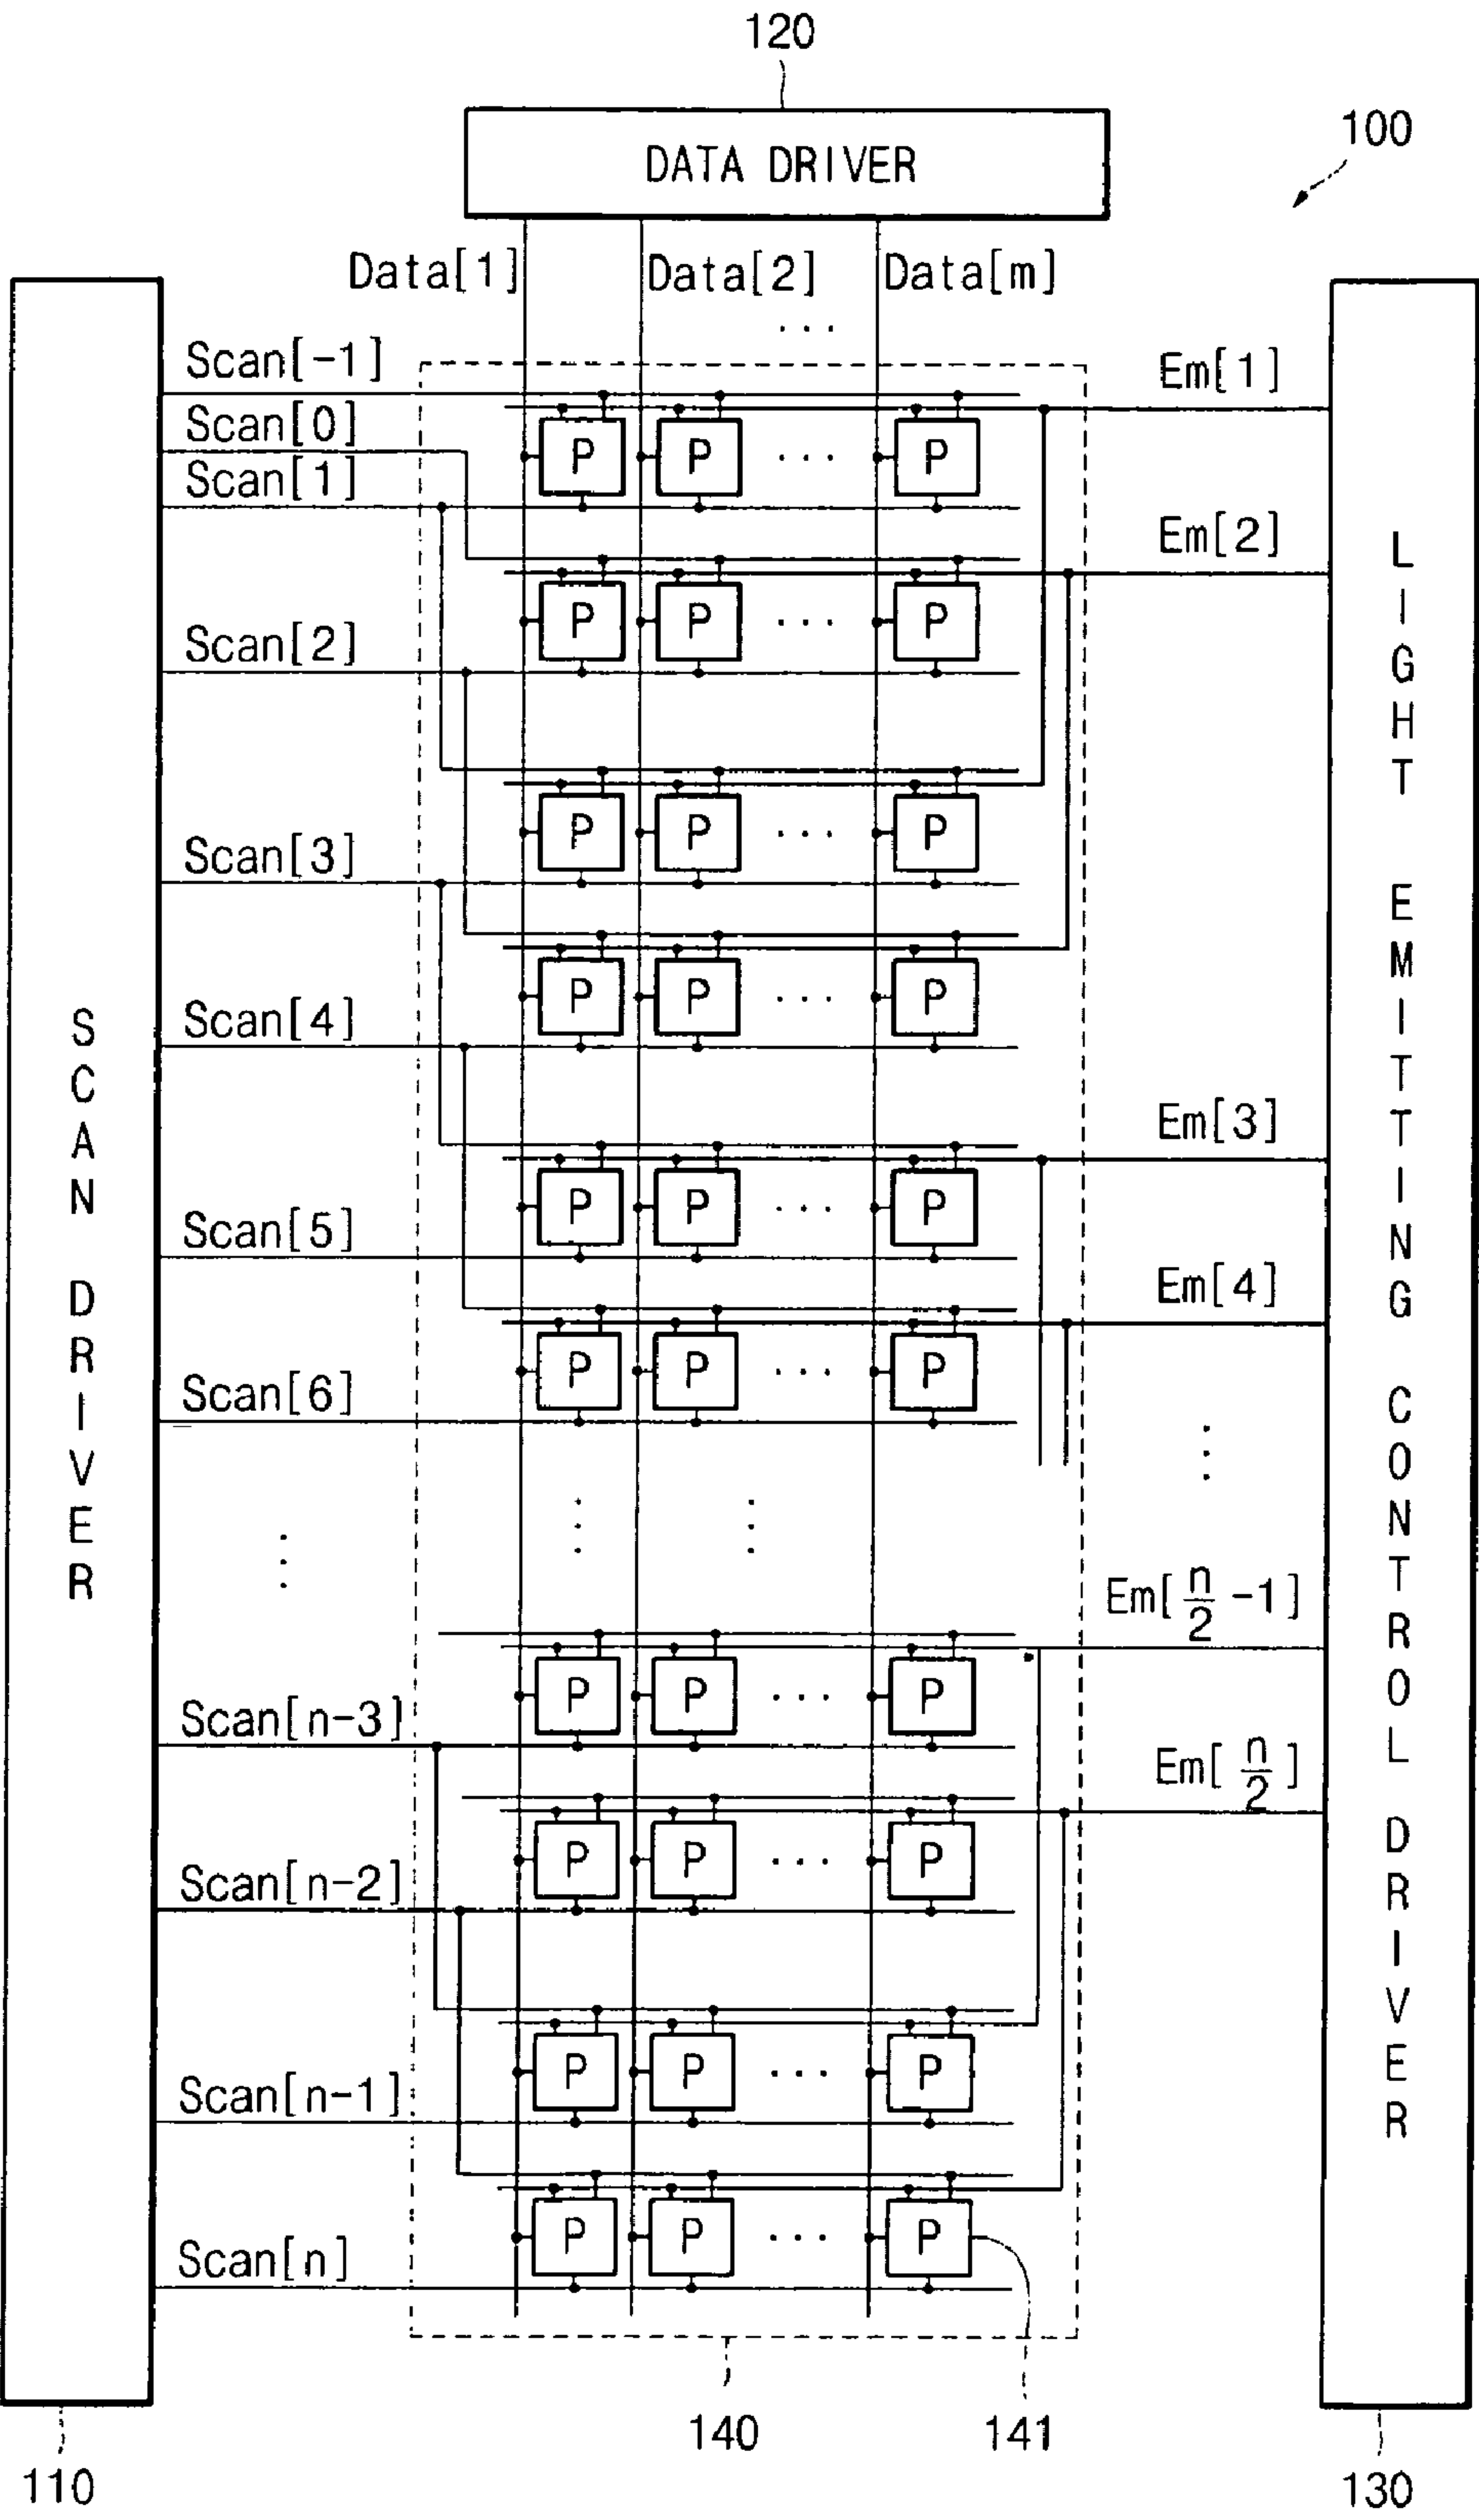 120
100
DATA DRIVER
Data[1] Data[2] Data[m]
...
Scan[-1]
Em[1]
Scan[0]
P P ... P
Scan[1]
Em[2]
P P ... P
Scan[2]
P P ... P
Scan[3]
P P ... P
Scan[4]
Em[3]
P P ... P
Scan[5]
Em[4]
P P ... P
Scan[6]
Em[n/2 -1]
P P ... P
Scan[n-3]
Em[n/2]
P P ... P
Scan[n-2]
P P ... P
Scan[n-1]
P P ... P
Scan[n]
SCAN DRIVER
LIGHT EMITTING CONTROL DRIVER
140
141
110
130